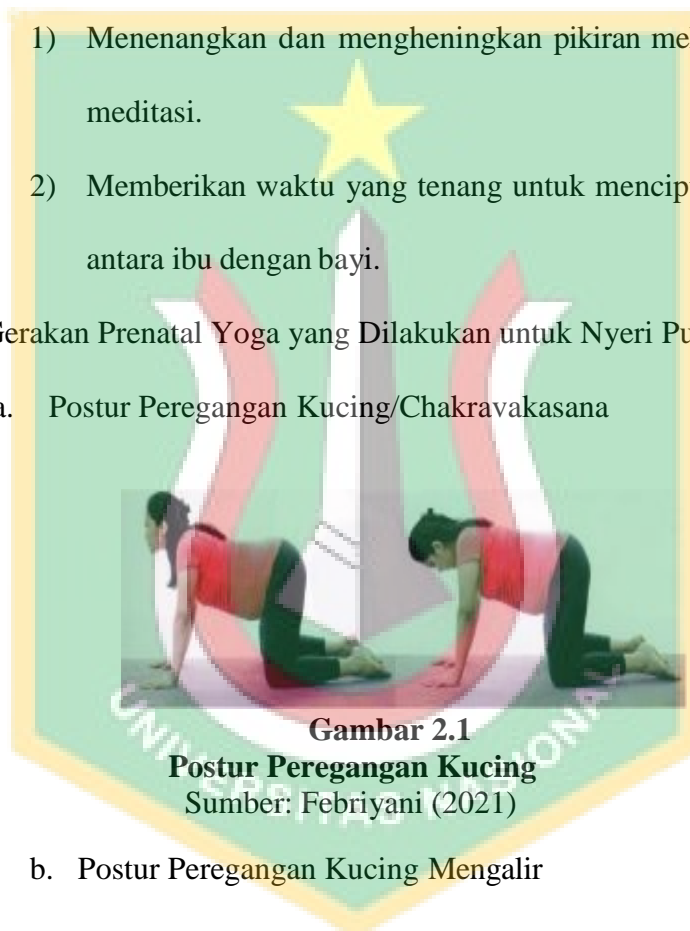 1) Menenangkan dan mengheningkan pikiran me
meditasi.
2) Memberikan waktu yang tenang untuk mencip
antara ibu dengan bayi.
Gerakan Prenatal Yoga yang Dilakukan untuk Nyeri Pu
a. Postur Peregangan Kucing/Chakravakasana
Gambar 2.1
Postur Peregangan Kucing
Sumber: Febriyani (2021)
UNIVERSITAS NASIONAL
b. Postur Peregangan Kucing Mengalir